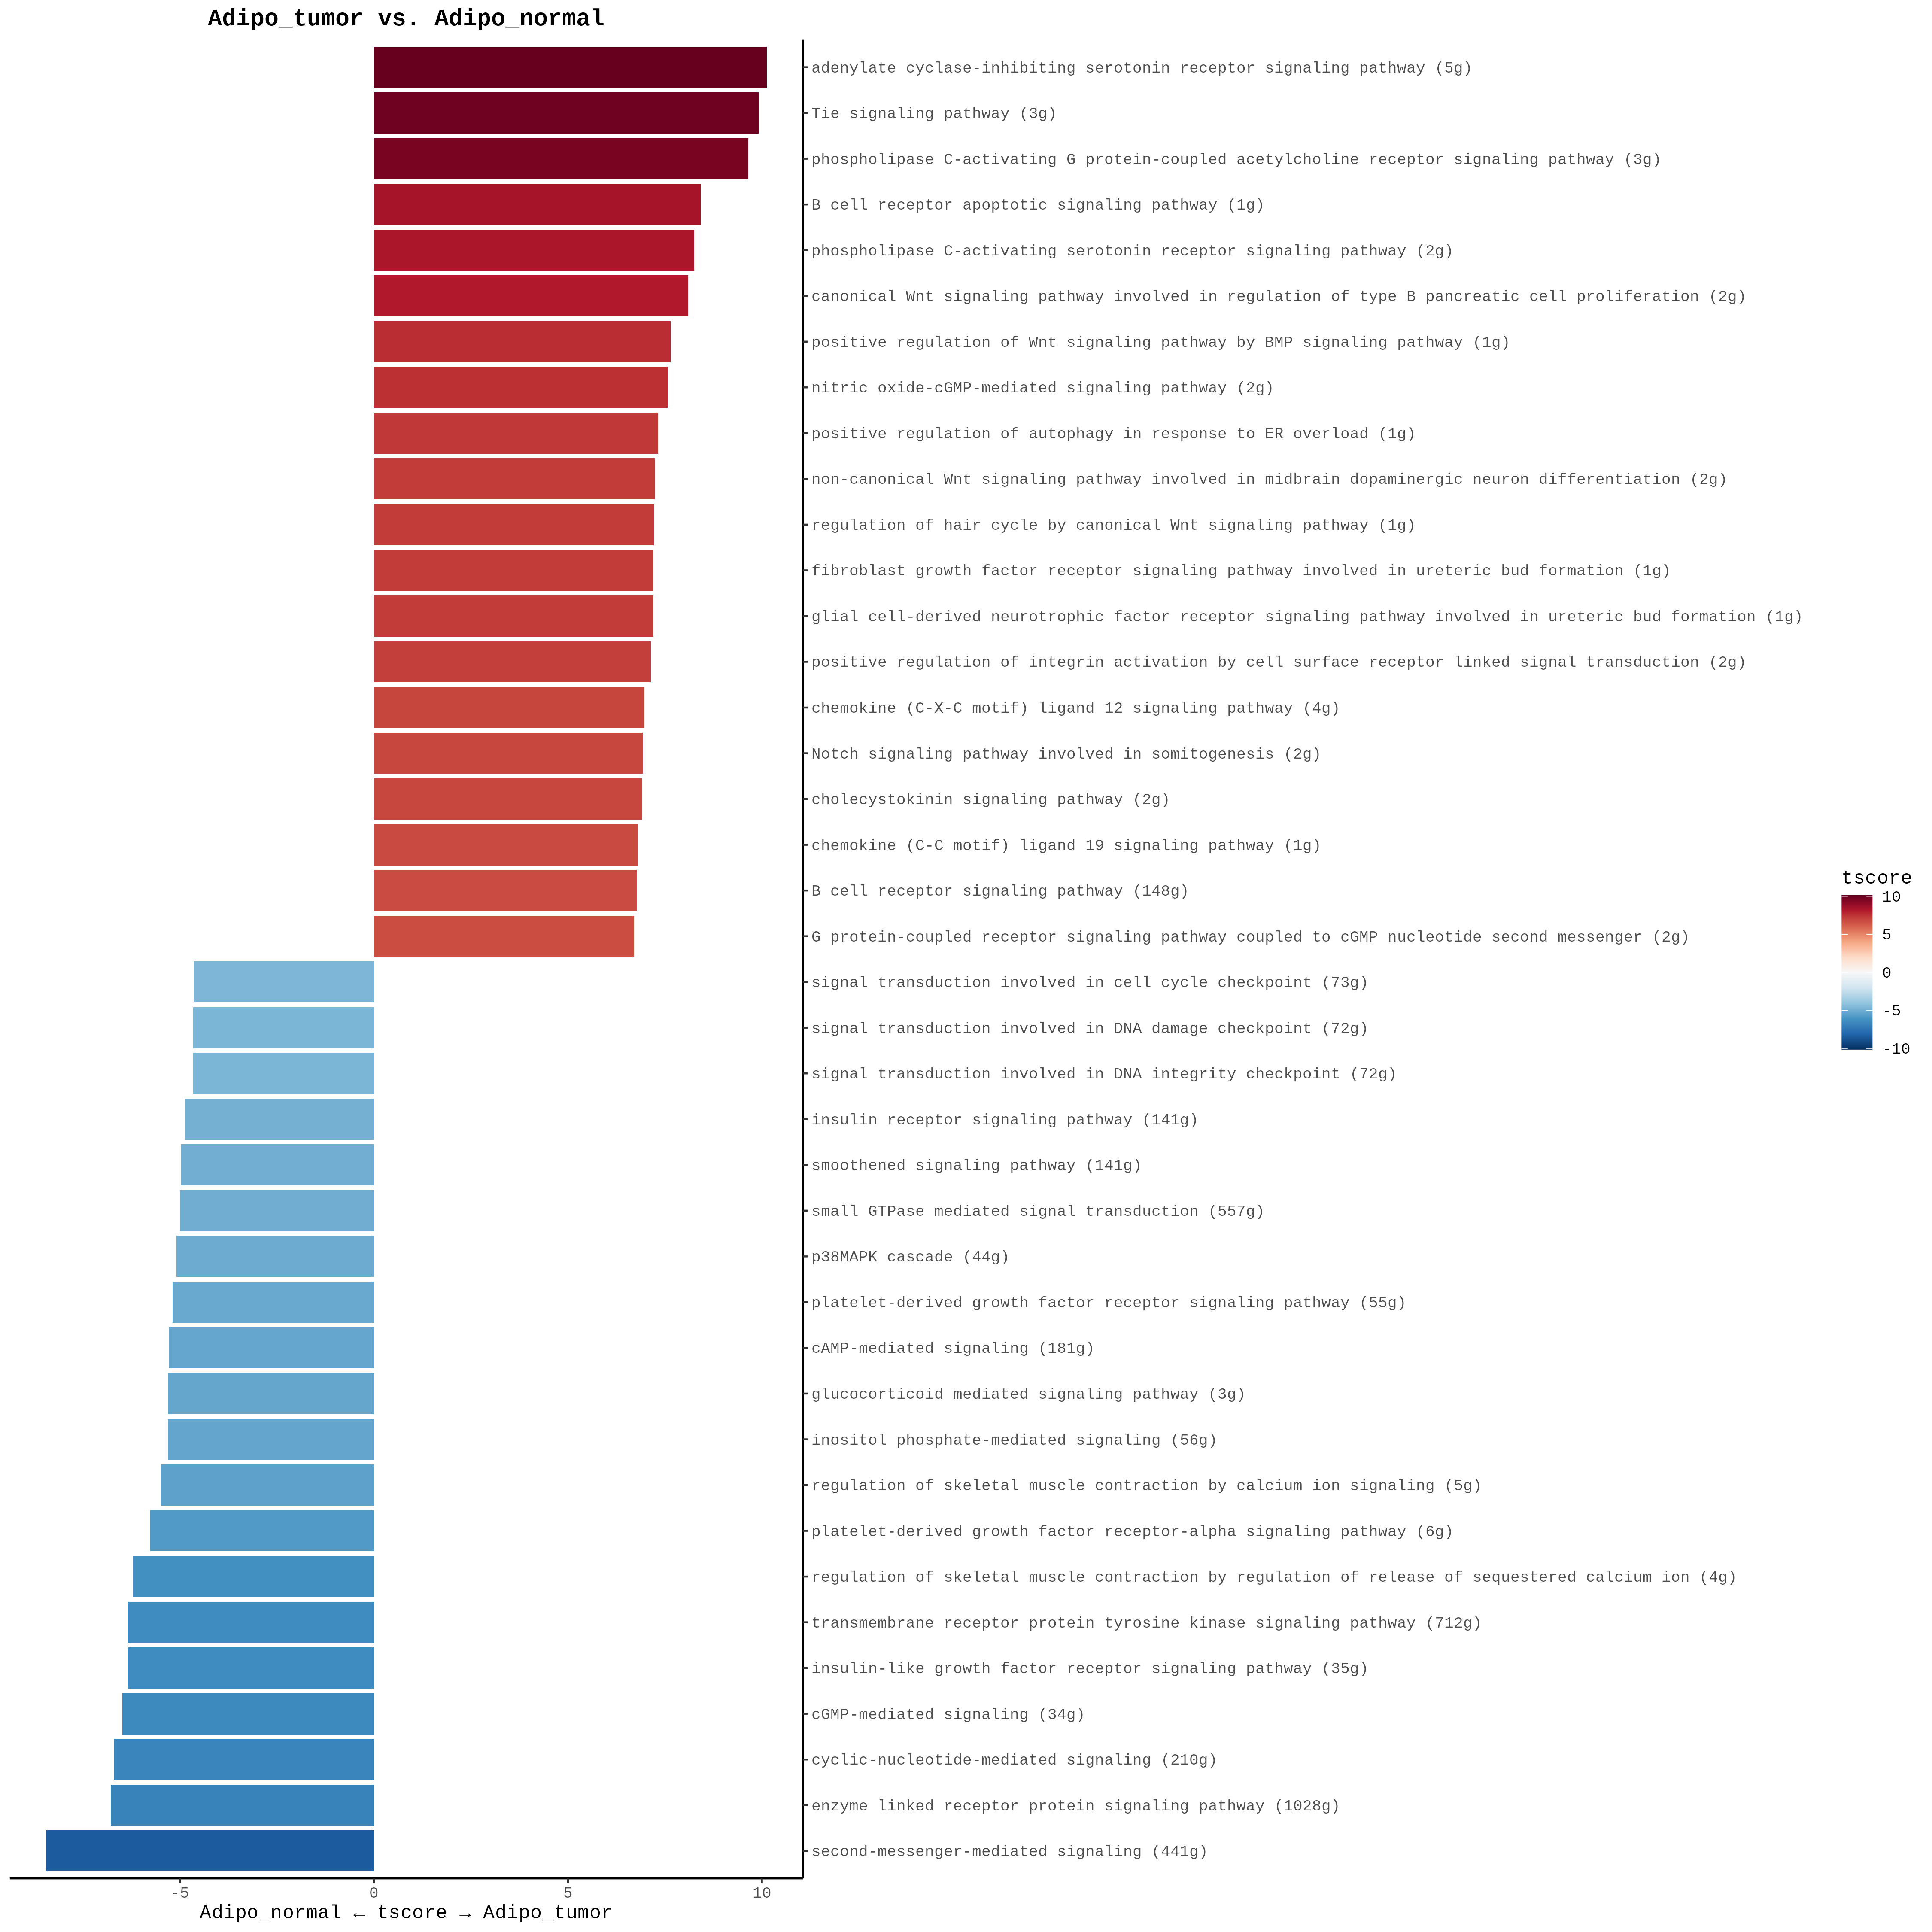 Adipo_tumor vs. Adipo_normal
adenylate cyclase-inhibiting serotonin receptor signaling pathway (5g)
Tie signaling pathway (3g)
phospholipase C-activating G protein-coupled acetylcholine receptor signaling pathway (3g)
B cell receptor apoptotic signaling pathway (1g)
phospholipase C-activating serotonin receptor signaling pathway (2g)
canonical Wnt signaling pathway involved in regulation of type B pancreatic cell proliferation (2g)
positive regulation of Wnt signaling pathway by BMP signaling pathway (1g)
nitric oxide-cGMP-mediated signaling pathway (2g)
positive regulation of autophagy in response to ER overload (1g)
non-canonical Wnt signaling pathway involved in midbrain dopaminergic neuron differentiation (2g)
regulation of hair cycle by canonical Wnt signaling pathway (1g)
fibroblast growth factor receptor signaling pathway involved in ureteric bud formation (1g)
glial cell-derived neurotrophic factor receptor signaling pathway involved in ureteric bud formation (1g)
positive regulation of integrin activation by cell surface receptor linked signal transduction (2g)
chemokine (C-X-C motif) ligand 12 signaling pathway (4g)
Notch signaling pathway involved in somitogenesis (2g)
cholecystokinin signaling pathway (2g)
chemokine (C-C motif) ligand 19 signaling pathway (1g)
B cell receptor signaling pathway (148g)
G protein-coupled receptor signaling pathway coupled to cGMP nucleotide second messenger (2g)
signal transduction involved in cell cycle checkpoint (73g)
signal transduction involved in DNA damage checkpoint (72g)
signal transduction involved in DNA integrity checkpoint (72g)
insulin receptor signaling pathway (141g)
smoothened signaling pathway (141g)
small GTPase mediated signal transduction (557g)
p38MAPK cascade (44g)
platelet-derived growth factor receptor signaling pathway (55g)
cAMP-mediated signaling (181g)
glucocorticoid mediated signaling pathway (3g)
inositol phosphate-mediated signaling (56g)
regulation of skeletal muscle contraction by calcium ion signaling (5g)
platelet-derived growth factor receptor-alpha signaling pathway (6g)
regulation of skeletal muscle contraction by regulation of release of sequestered calcium ion (4g)
transmembrane receptor protein tyrosine kinase signaling pathway (712g)
insulin-like growth factor receptor signaling pathway (35g)
cGMP-mediated signaling (34g)
cyclic-nucleotide-mediated signaling (210g)
enzyme linked receptor protein signaling pathway (1028g)
second-messenger-mediated signaling (441g)
-5 0 5 10
Adipo_normal ← tscore → Adipo_tumor
tscore
10
5
0
-5
-10